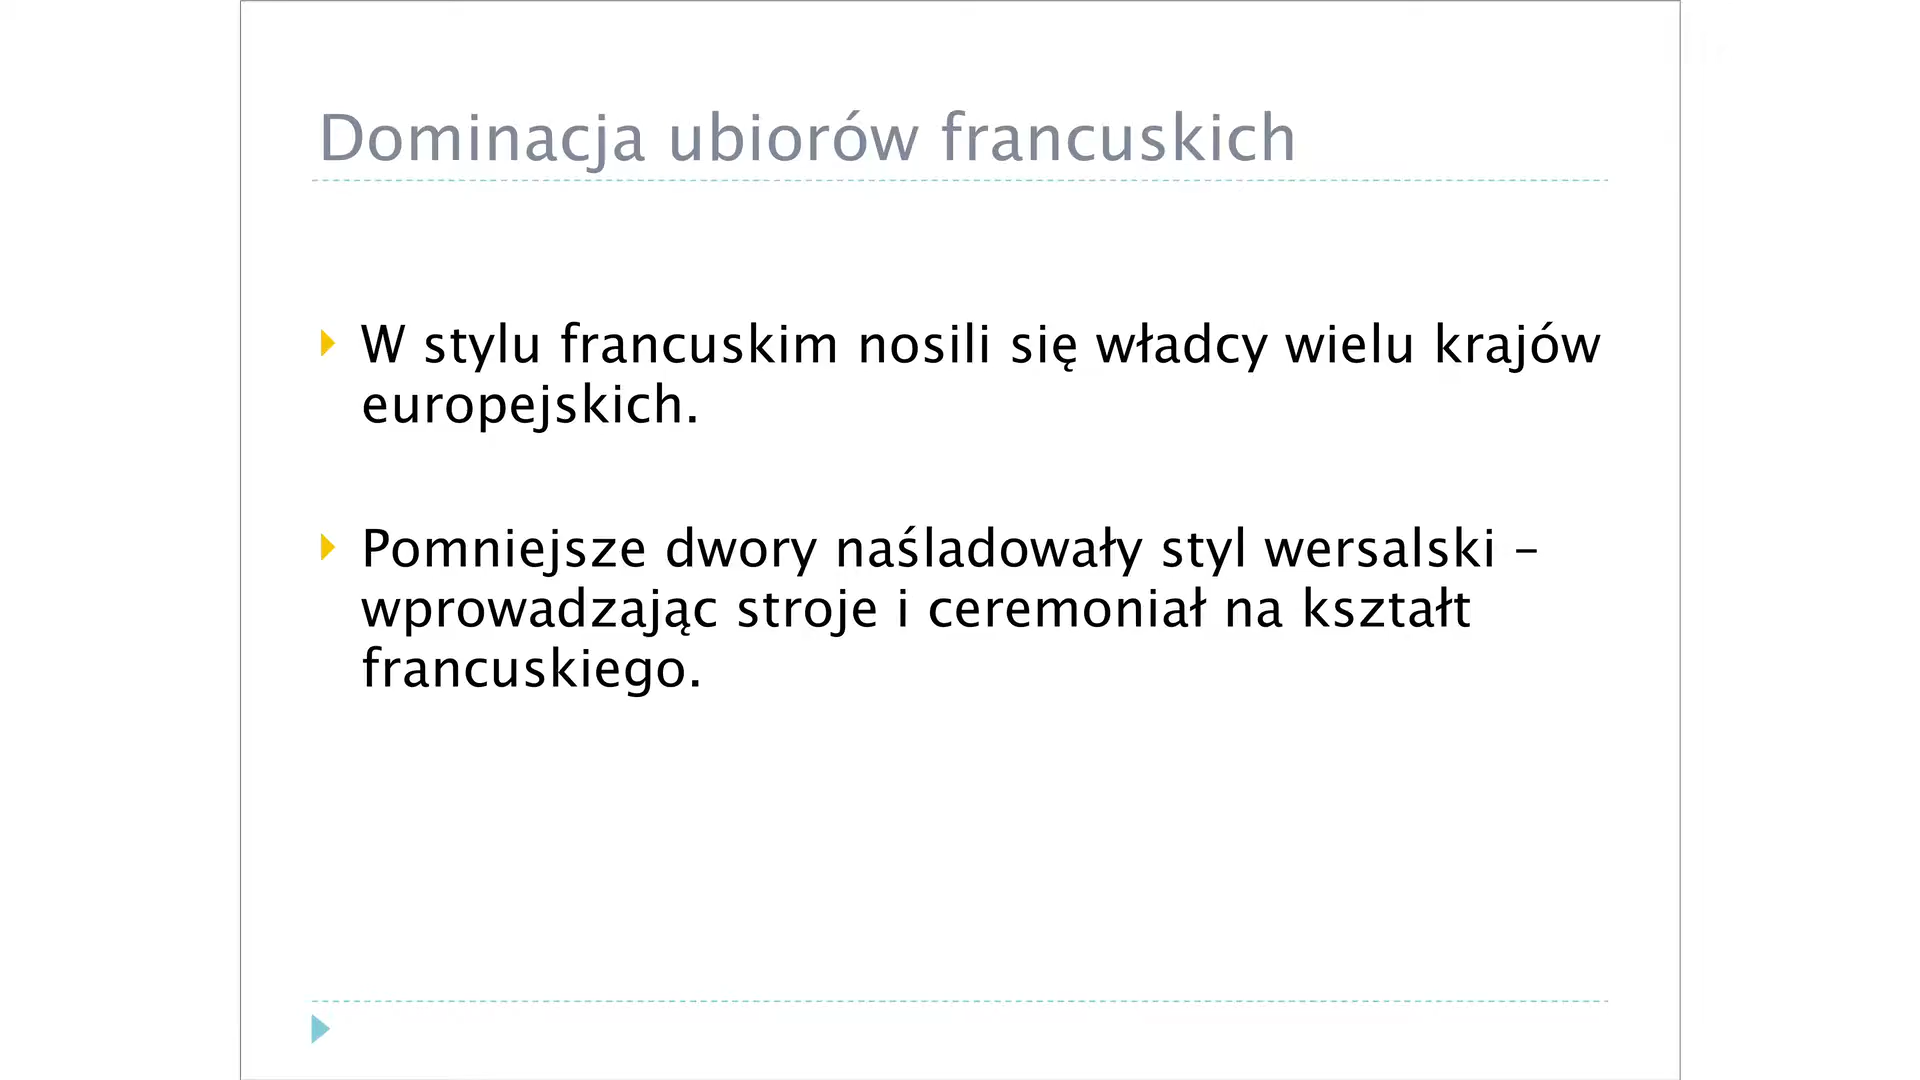 Dominacja ubiorów francuskich
W stylu francuskim nosili się władcy wielu krajów
europejskich.
Pomniejsze dwory naśladowały styl wersalski –
wprowadzając stroje i ceremoniał na kształt
francuskiego.